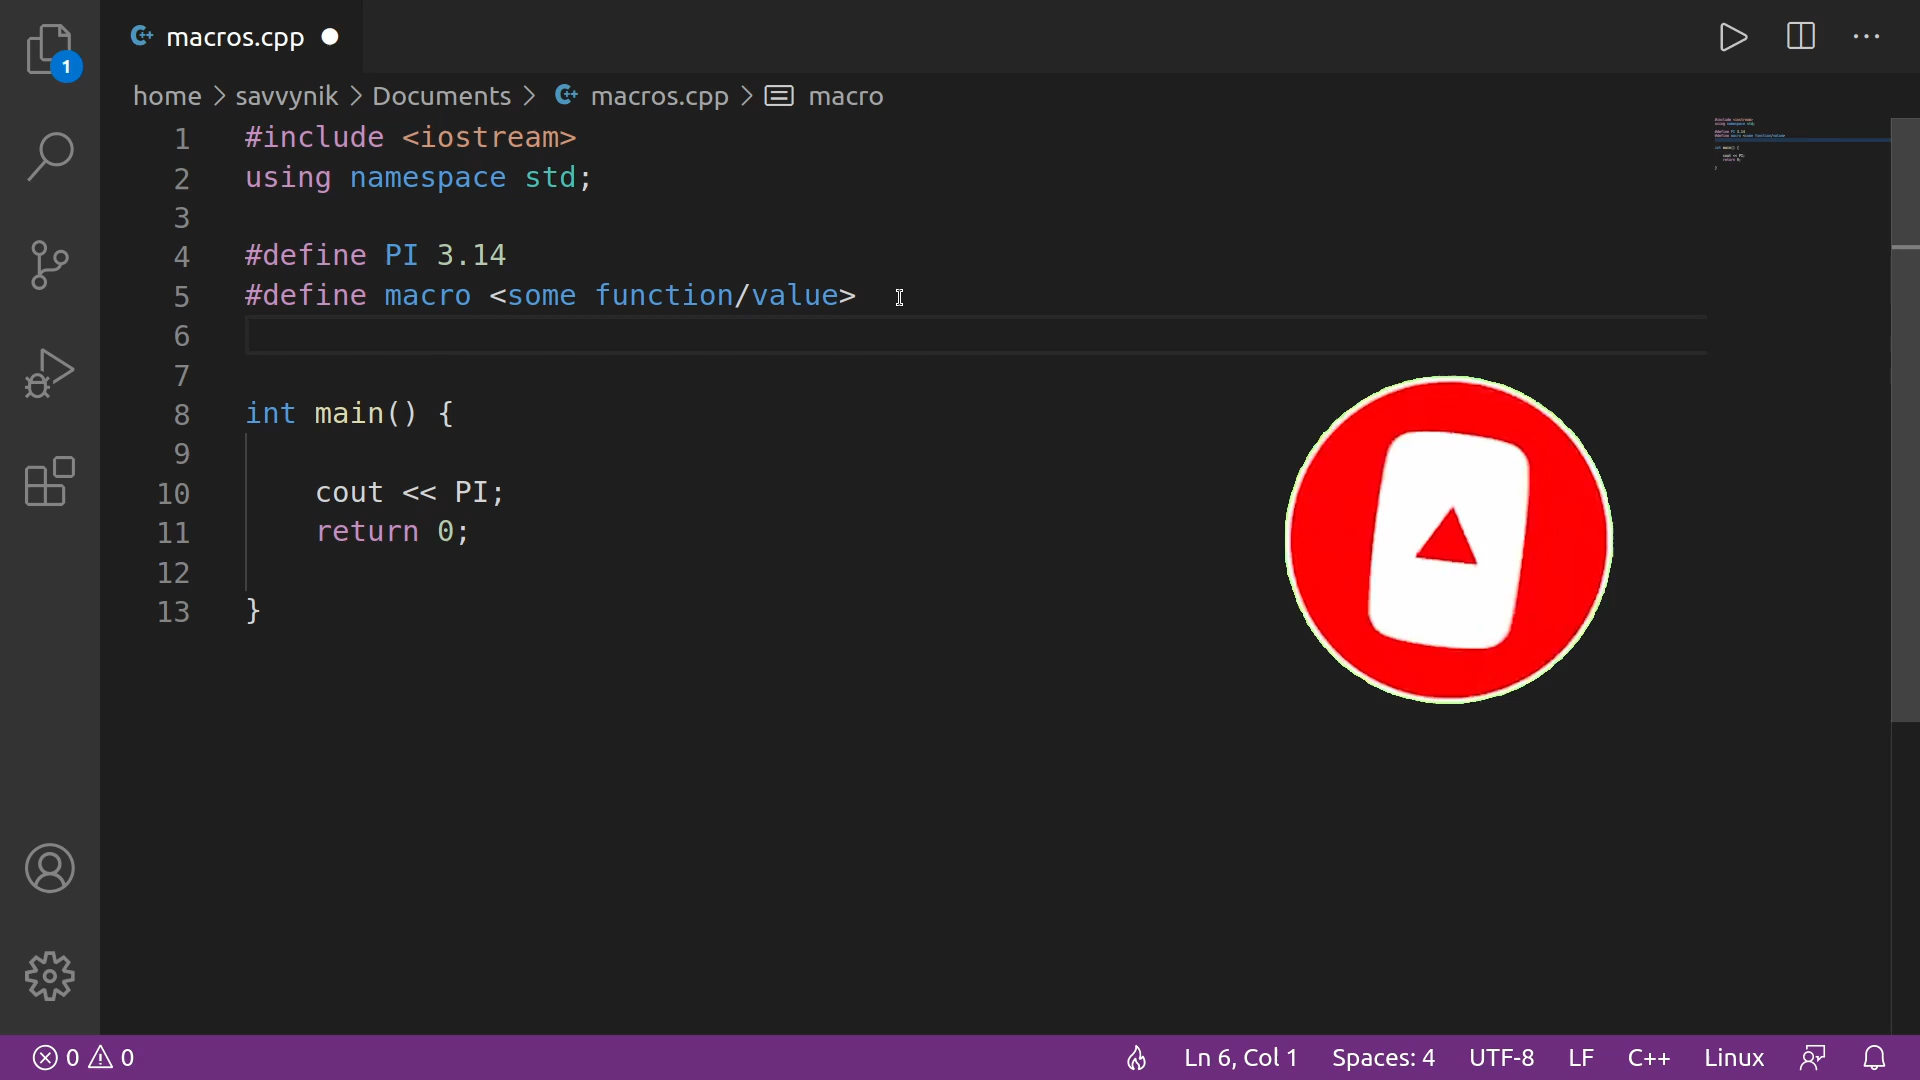 macros.cpp
1
home > savvynik > Documents > macros.cpp > macro
1 #include <iostream>
2 using namespace std;
3
4 #define PI 3.14
5 #define macro <some function/value>
6
7
8 int main() {
9
10 cout << PI;
11 return 0;
12
13 }
0 0 Ln 6, Col 1 Spaces: 4 UTF-8 LF C++ Linux